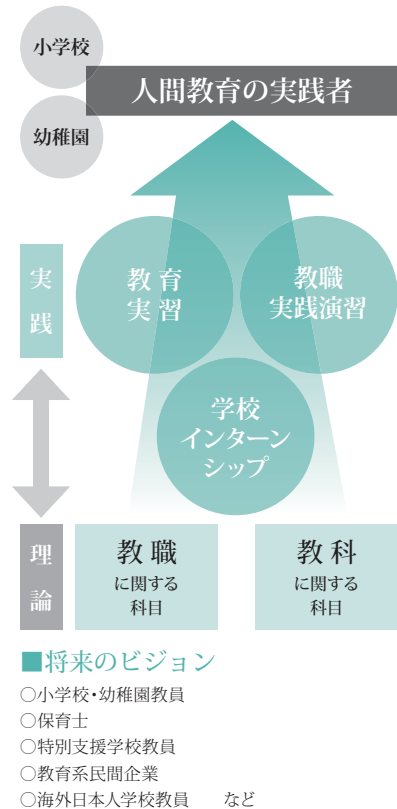 小学校
人間教育の実践者
幼稚園
実
践
教育
実習
教職
実践演習
学校
インターン
シップ
理
論
教職
に関する
科目
教科
に関する
科目
■将来のビジョン
○小学校・幼稚園教員
○保育士
○特別支援学校教員
○教育系民間企業
○海外日本人学校教員　　など